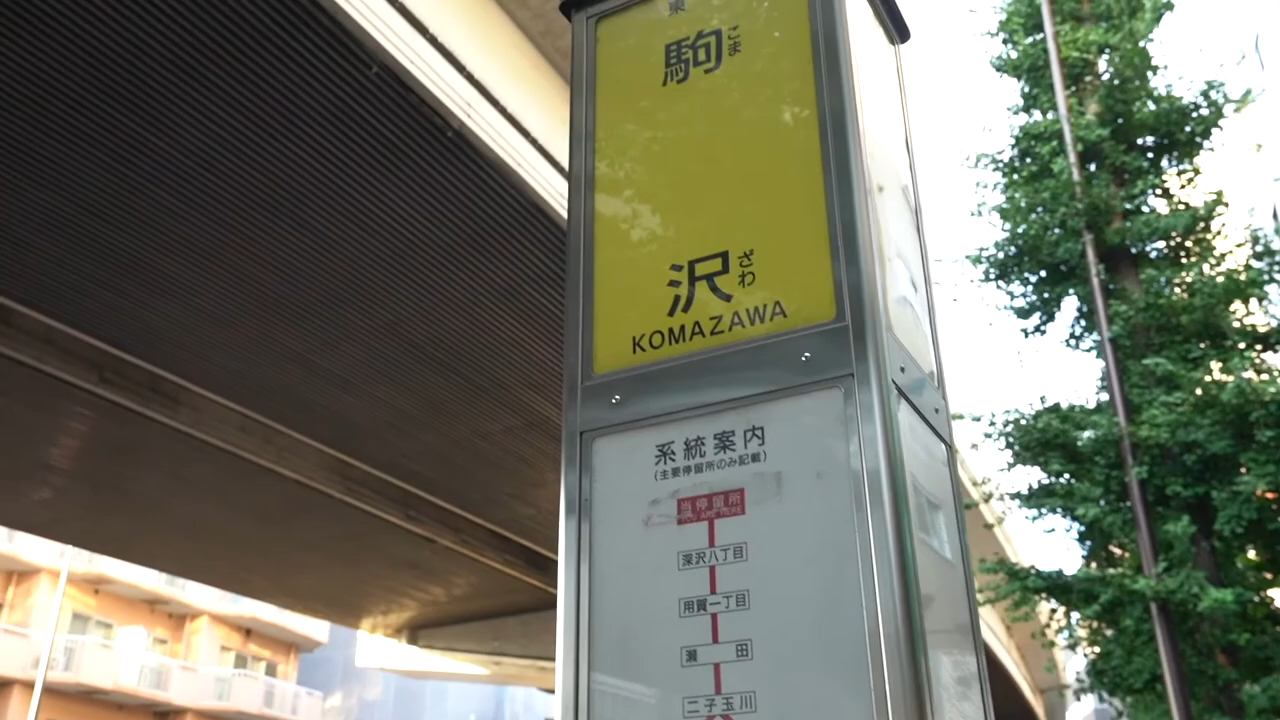 東
駒 こま
沢 ざわ
KOMAZAWA
系統案内
(主要停留所のみ記載)
当停留所
YOU ARE HERE
深沢八丁目
用賀一丁目
瀬田
二子玉川